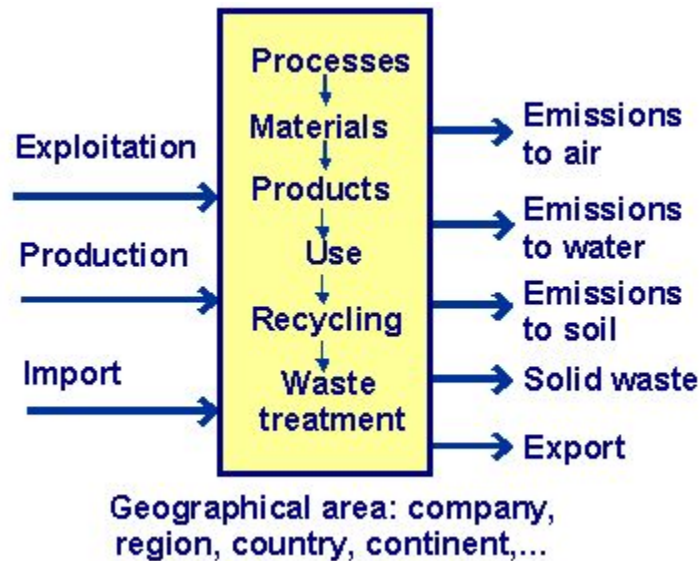 Exploitation
Production
Import
Processes
Materials
Products
Use
Recycling
Waste
treatment
Emissions
to air
Emissions
to water
Emissions
to soil
Solid waste
Export
Geographical area: company,
region, country, continent,...